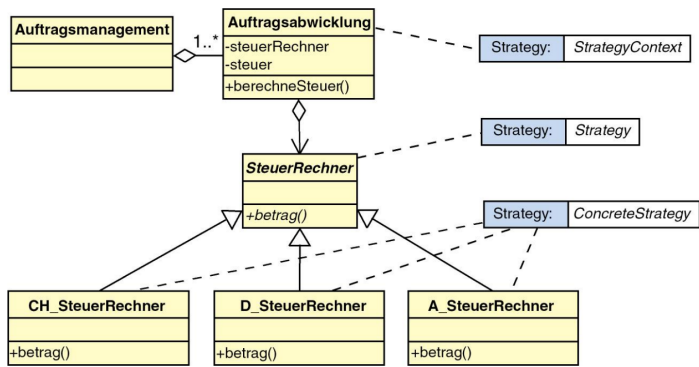 Auftragsmanagement
1..*
Auftragsabwicklung
-steuerRechner
-steuer
+berechneSteuer()
Strategy: StrategyContext
Strategy: Strategy
SteuerRechner
+betrag()
Strategy: ConcreteStrategy
CH_SteuerRechner
+betrag()
D_SteuerRechner
+betrag()
A_SteuerRechner
+betrag()